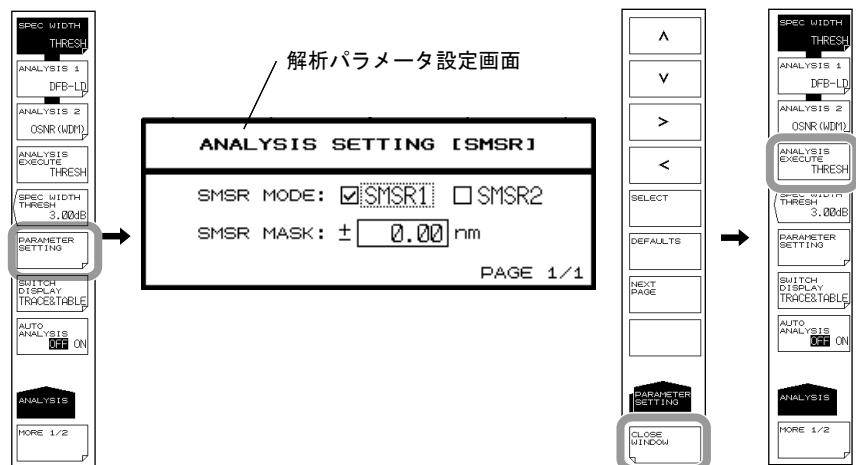 SPEC WIDTH
THRESH
ANALYSIS 1
DFB-LD
ANALYSIS 2
OSNR(WDM)
ANALYSIS
EXECUTE
THRESH
SPEC WIDTH
THRESH
3.00dB
PARAMETER
SETTING
SWITCH
DISPLAY
TRACE&TABLE
AUTO
ANALYSIS
OFF ON
ANALYSIS
MORE 1/2
解析パラメータ設定画面
ANALYSIS SETTING [SMSR]
SMSR MODE: ☑SMSR1 ☐SMSR2
SMSR MASK: ± 0.00 nm
PAGE 1/1
∧
∨
>
<
SELECT
DEFAULTS
NEXT
PAGE
PARAMETER
SETTING
CLOSE
WINDOW
SPEC WIDTH
THRESH
ANALYSIS 1
DFB-LD
ANALYSIS 2
OSNR(WDM)
ANALYSIS
EXECUTE
THRESH
SPEC WIDTH
THRESH
3.00dB
PARAMETER
SETTING
SWITCH
DISPLAY
TRACE&TABLE
AUTO
ANALYSIS
OFF ON
ANALYSIS
MORE 1/2